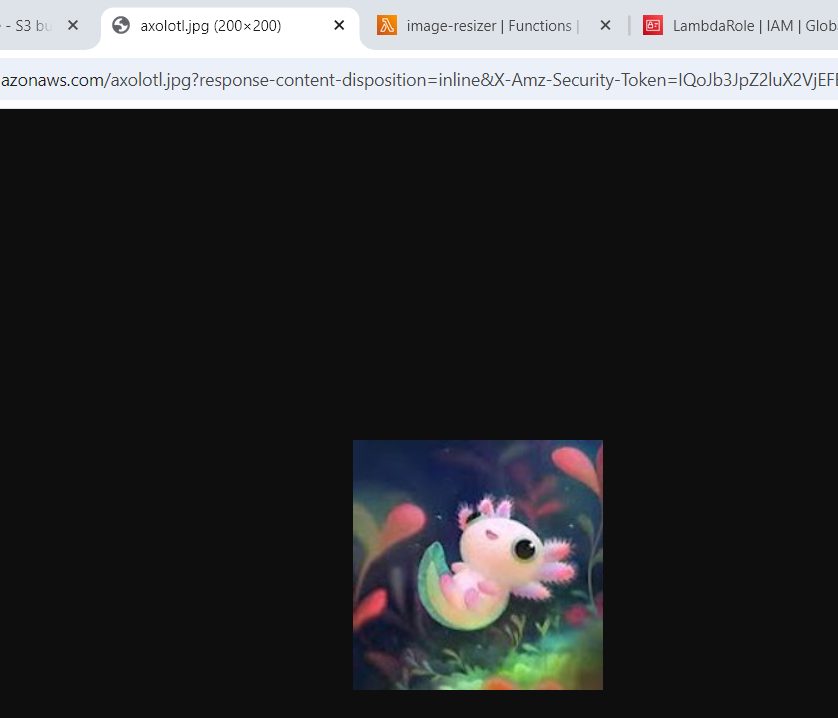 - S3 bu
axolotl.jpg (200×200)
image-resizer | Functions |
LambdaRole | IAM | Glob
azonaws.com/axolotl.jpg?response-content-disposition=inline&X-Amz-Security-Token=IQoJb3JpZ2luX2VjEFE